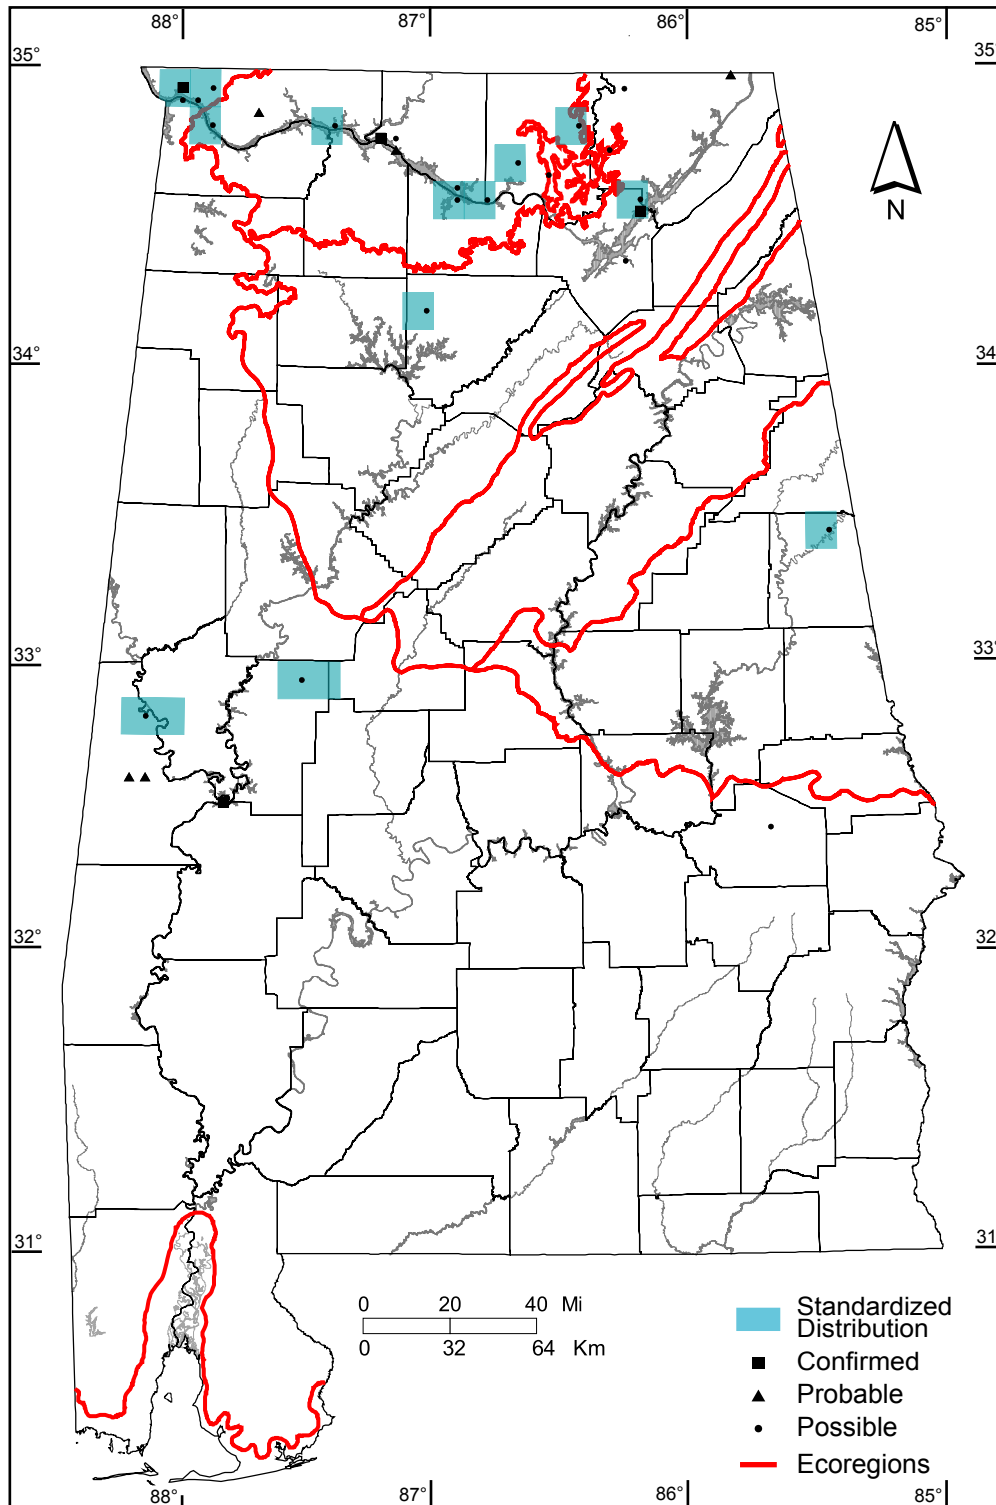 88° 87° 86° 85°
35° 35°
N
34° 34
33° 33
32° 32
31° 31
0 20 40 Mi
0 32 64 Km
Standardized
Distribution
Confirmed
Probable
Possible
Ecoregions
88° 87° 86° 85°